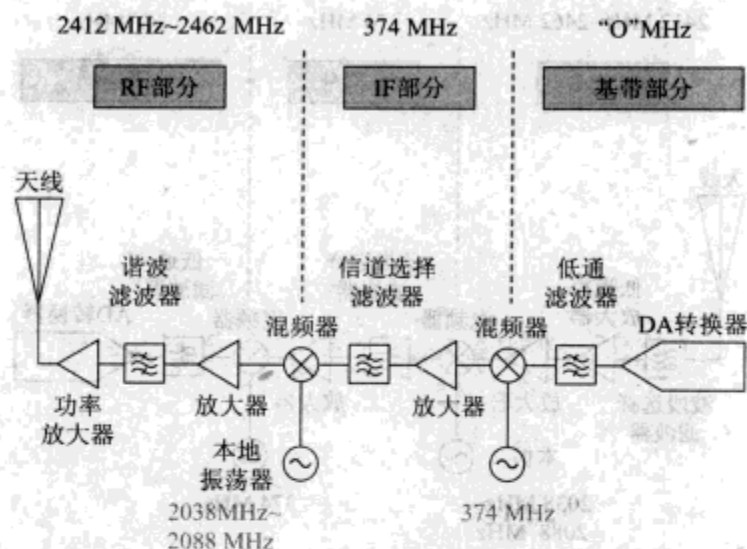 2412 MHz~2462 MHz
374 MHz
“O”MHz
RF部分
IF部分
基带部分
天线
谐波
滤波器
信道选择
滤波器
低通
滤波器
混频器
混频器
DA转换器
功率
放大器
放大器
放大器
本地
振荡器
2038MHz~
2088 MHz
374 MHz